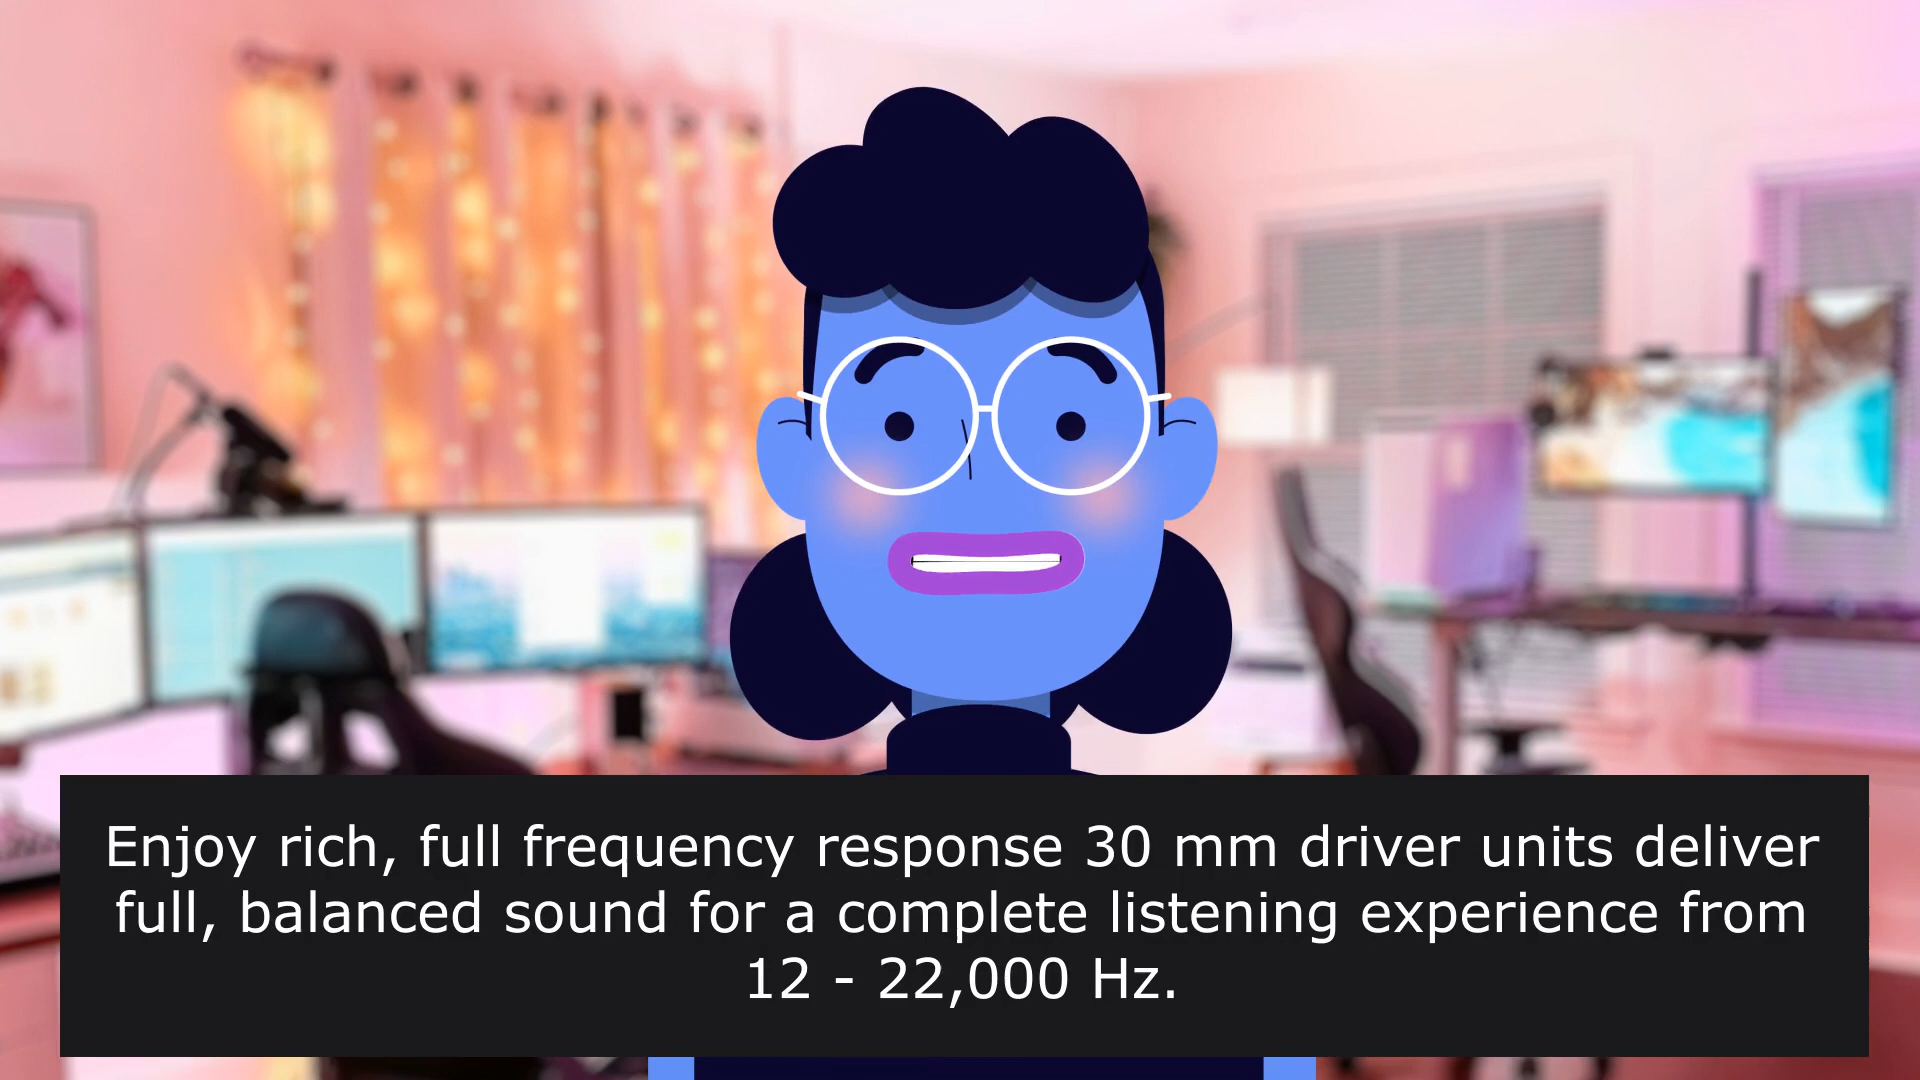 Enjoy rich, full frequency response 30 mm driver units deliver
full, balanced sound for a complete listening experience from
12 - 22,000 Hz.